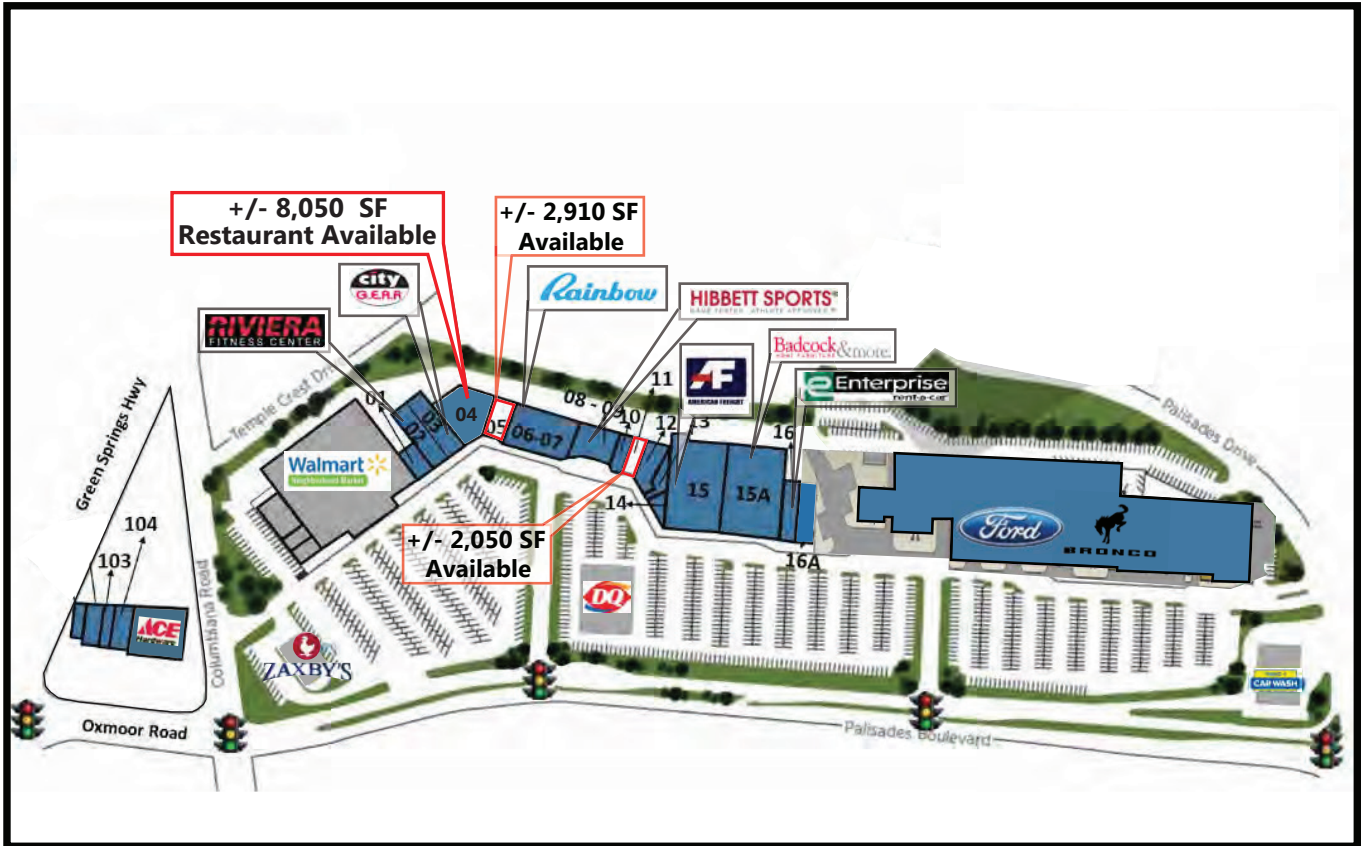 +/- 8,050 SF
Restaurant Available
+/- 2,910 SF
Available
city
G.E.A.R
Rainbow
HIBBETT SPORTS
RIVIERA
FITNESS CENTER
AF
AMERICAN FREIGHT
Badcock &more.
HOME FURNITURE
e Enterprise
rent-a-car
Temple Crest Dri
Palisades Drive
Green Springs Hwy
01
02
03
04
05
06-07
08 - 09
10
11
12
13
14
15
15A
16
16A
Walmart
Neighborhood Market
+/- 2,050 SF
Available
Ford
BRONCO
104
103
ACE
Hardware
Columbiana Road
DQ
ZAXBY'S
CAR WASH
Oxmoor Road
Palisades Boulevard